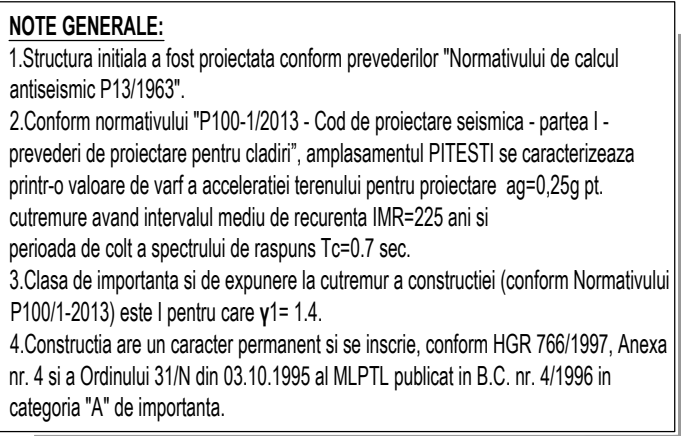 NOTE GENERALE:
1.Structura initiala a fost proiectata conform prevederilor "Normativului de calcul
antiseismic P13/1963".
2.Conform normativului "P100-1/2013 - Cod de proiectare seismica - partea I -
prevederi de proiectare pentru cladiri”, amplasamentul PITESTI se caracterizeaza
printr-o valoare de varf a acceleratiei terenului pentru proiectare ag=0,25g pt.
cutremure avand intervalul mediu de recurenta IMR=225 ani si
perioada de colt a spectrului de raspuns Tc=0.7 sec.
3.Clasa de importanta si de expunere la cutremur a constructiei (conform Normativului
P100/1-2013) este I pentru care γ1= 1.4.
4.Constructia are un caracter permanent si se inscrie, conform HGR 766/1997, Anexa
nr. 4 si a Ordinului 31/N din 03.10.1995 al MLPTL publicat in B.C. nr. 4/1996 in
categoria "A" de importanta.